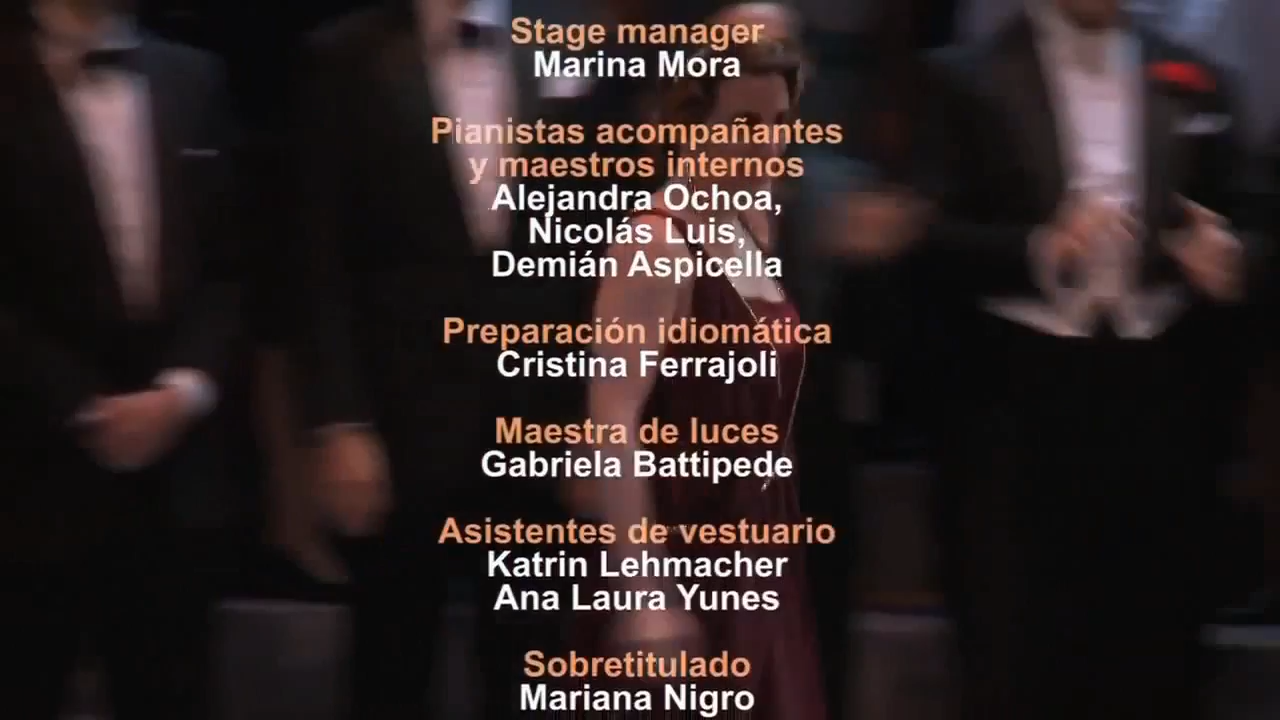 Stage manager
Marina Mora
Pianistas acompañantes
y maestros internos
Alejandra Ochoa,
Nicolás Luis,
Demián Aspicella
Preparación idiomática
Cristina Ferrajoli
Maestra de luces
Gabriela Battipede
Asistentes de vestuario
Katrin Lehmacher
Ana Laura Yunes
Sobretitulado
Mariana Nigro